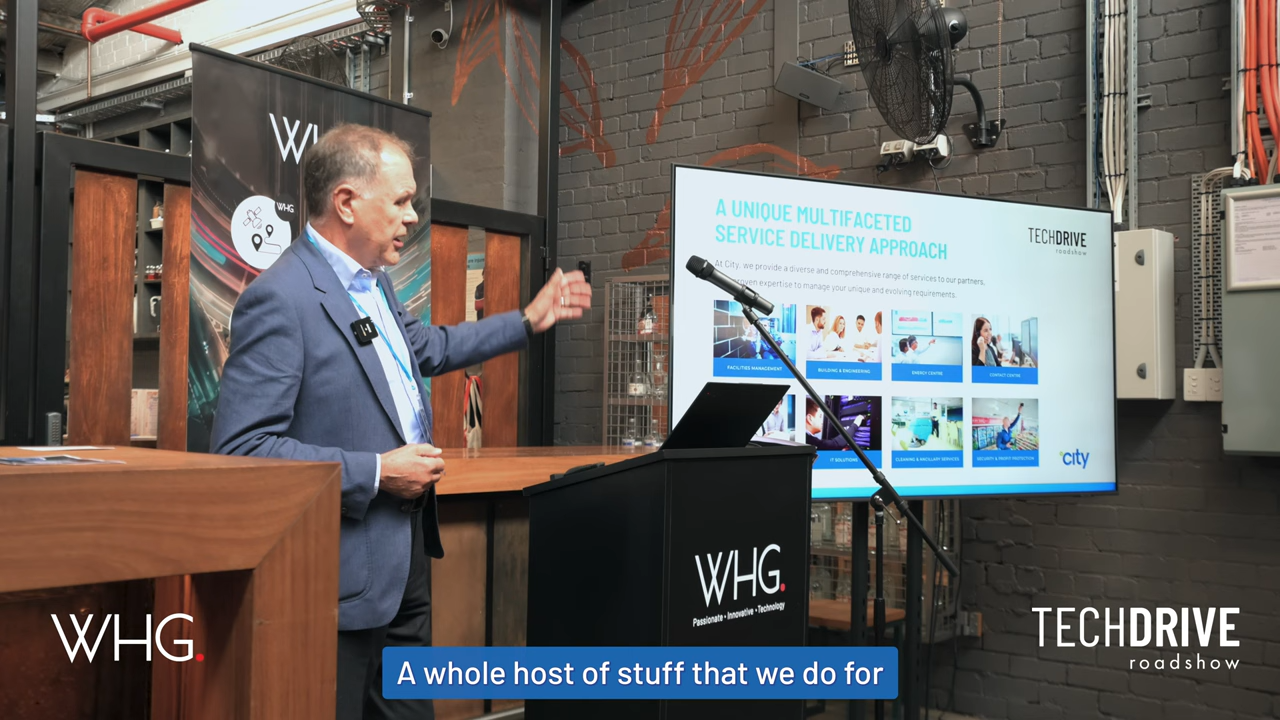 WHG
A UNIQUE MULTIFACETED
SERVICE DELIVERY APPROACH
TECHDRIVE
roadshow
At City, we provide a diverse and comprehensive range of services to our partners,
proven expertise to manage your unique and evolving requirements.
FACILITIES MANAGEMENT
BUILDING & ENGINEERING
ENERGY CENTRE
CONTACT CENTRE
IT SOLUTIONS
CLEANING & ANCILLARY SERVICES
SECURITY & PROFIT PROTECTION
city
WHG.
Passionate • Innovative • Technology
WHG.
TECHDRIVE
roadshow
A whole host of stuff that we do for